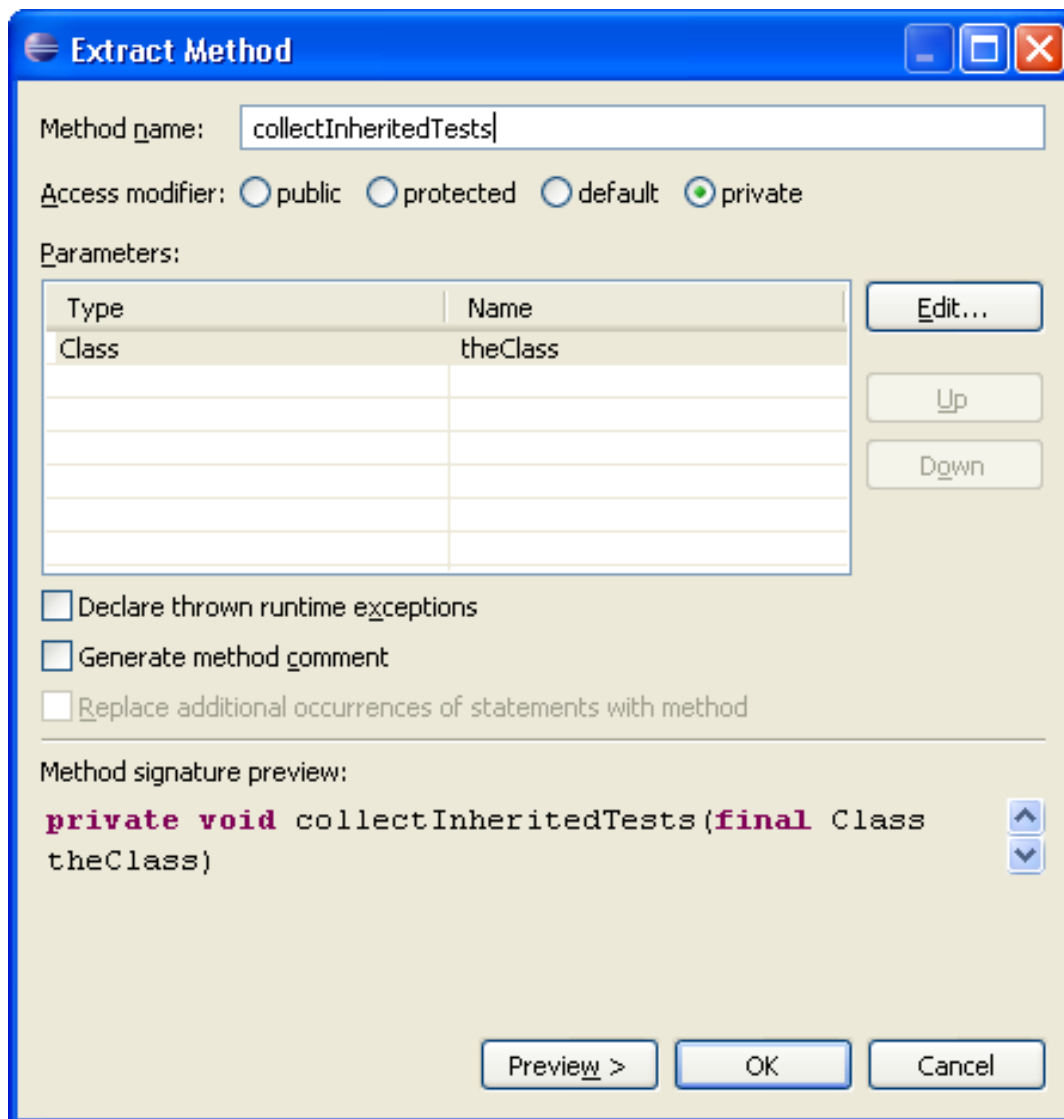 Extract Method
Method name: collectInheritedTests
Access modifier: public protected default private
Parameters:
Type Name Edit...
Class theClass
Up
Down
Declare thrown runtime exceptions
Generate method comment
Replace additional occurrences of statements with method
Method signature preview:
private void collectInheritedTests(final Class
theClass)
Preview > OK Cancel